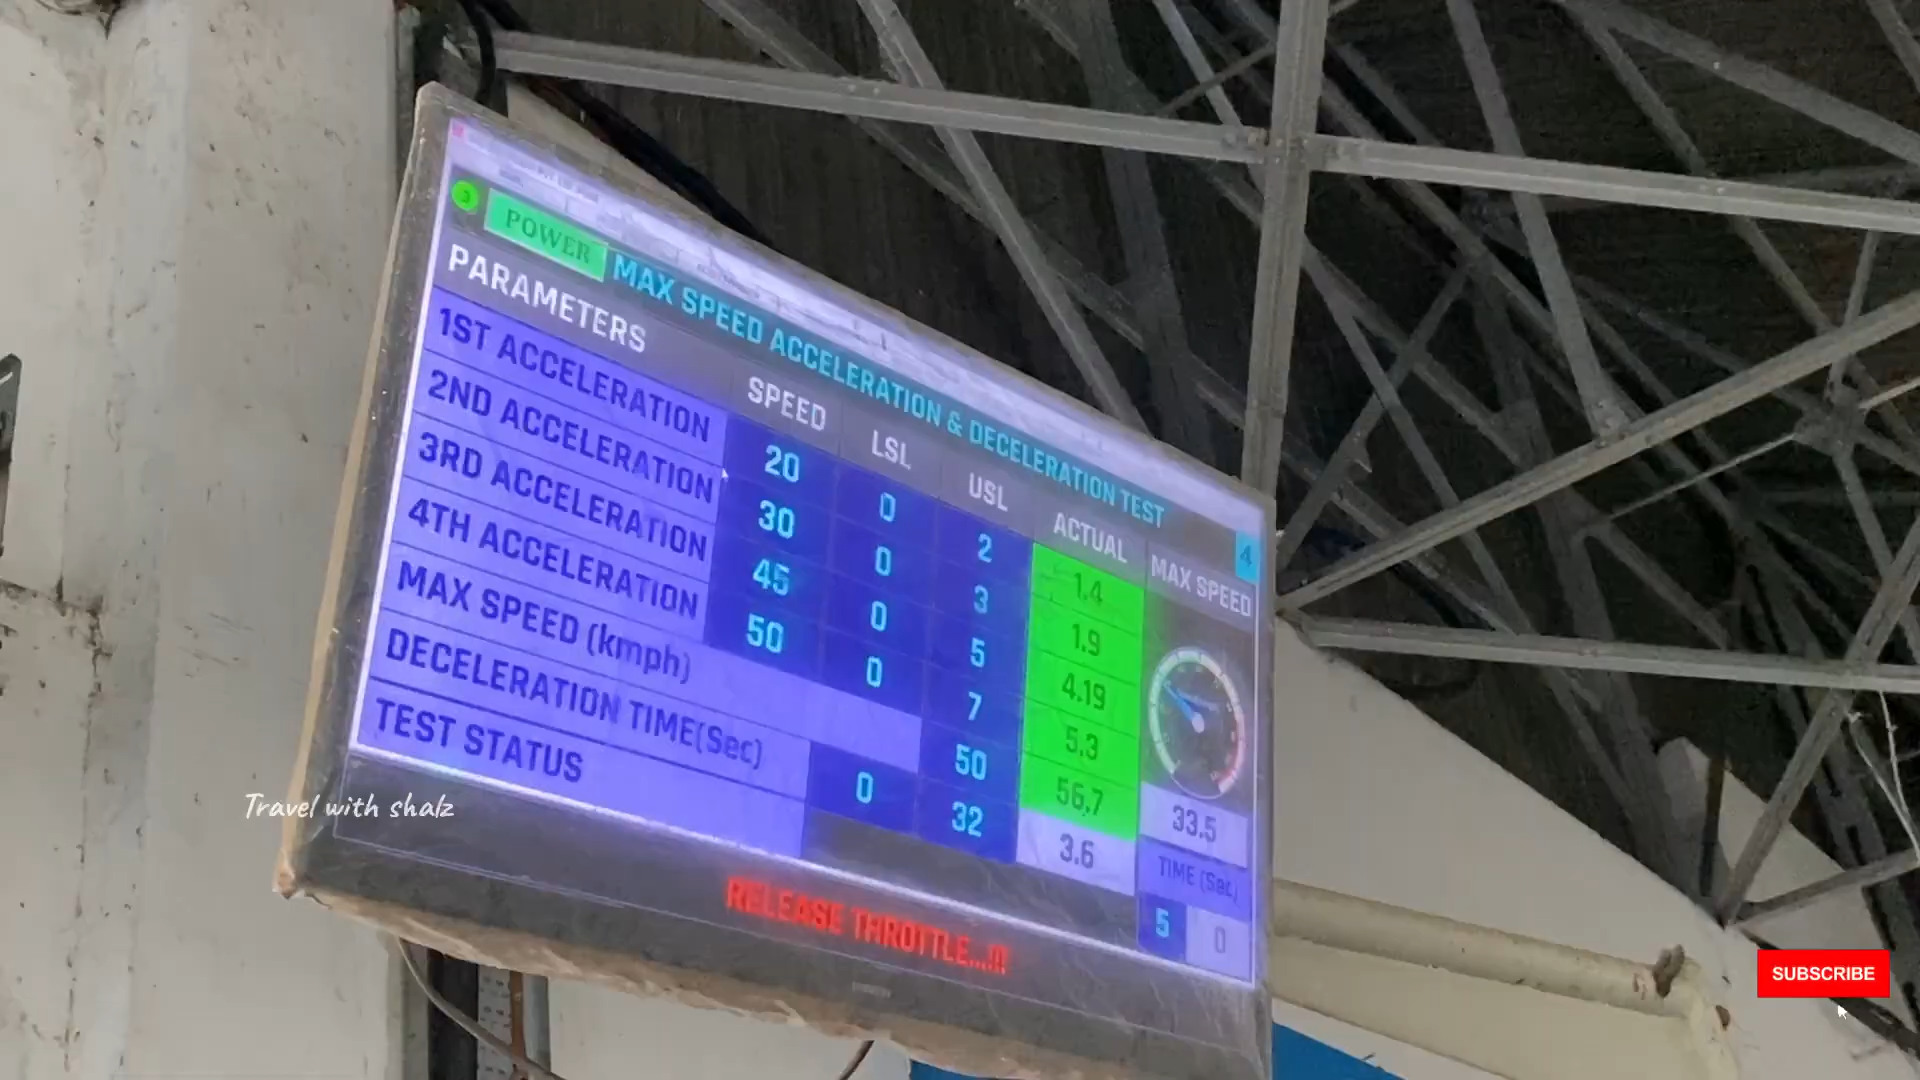 POWER
MAX SPEED ACCELERATION & DECELERATION TEST
4
PARAMETERS SPEED LSL USL ACTUAL MAX SPEED
1ST ACCELERATION 20 0 2 1.4
2ND ACCELERATION 30 0 3 1.9
3RD ACCELERATION 45 0 5 4.19
4TH ACCELERATION 50 0 7 5.3
MAX SPEED (kmph) 50 56.7
33.5
DECELERATION TIME(Sec) 0 32 3.6
TIME (Sec)
5 0
TEST STATUS
RELEASE THROTTLE...!!!
Travel with shalz
SUBSCRIBE